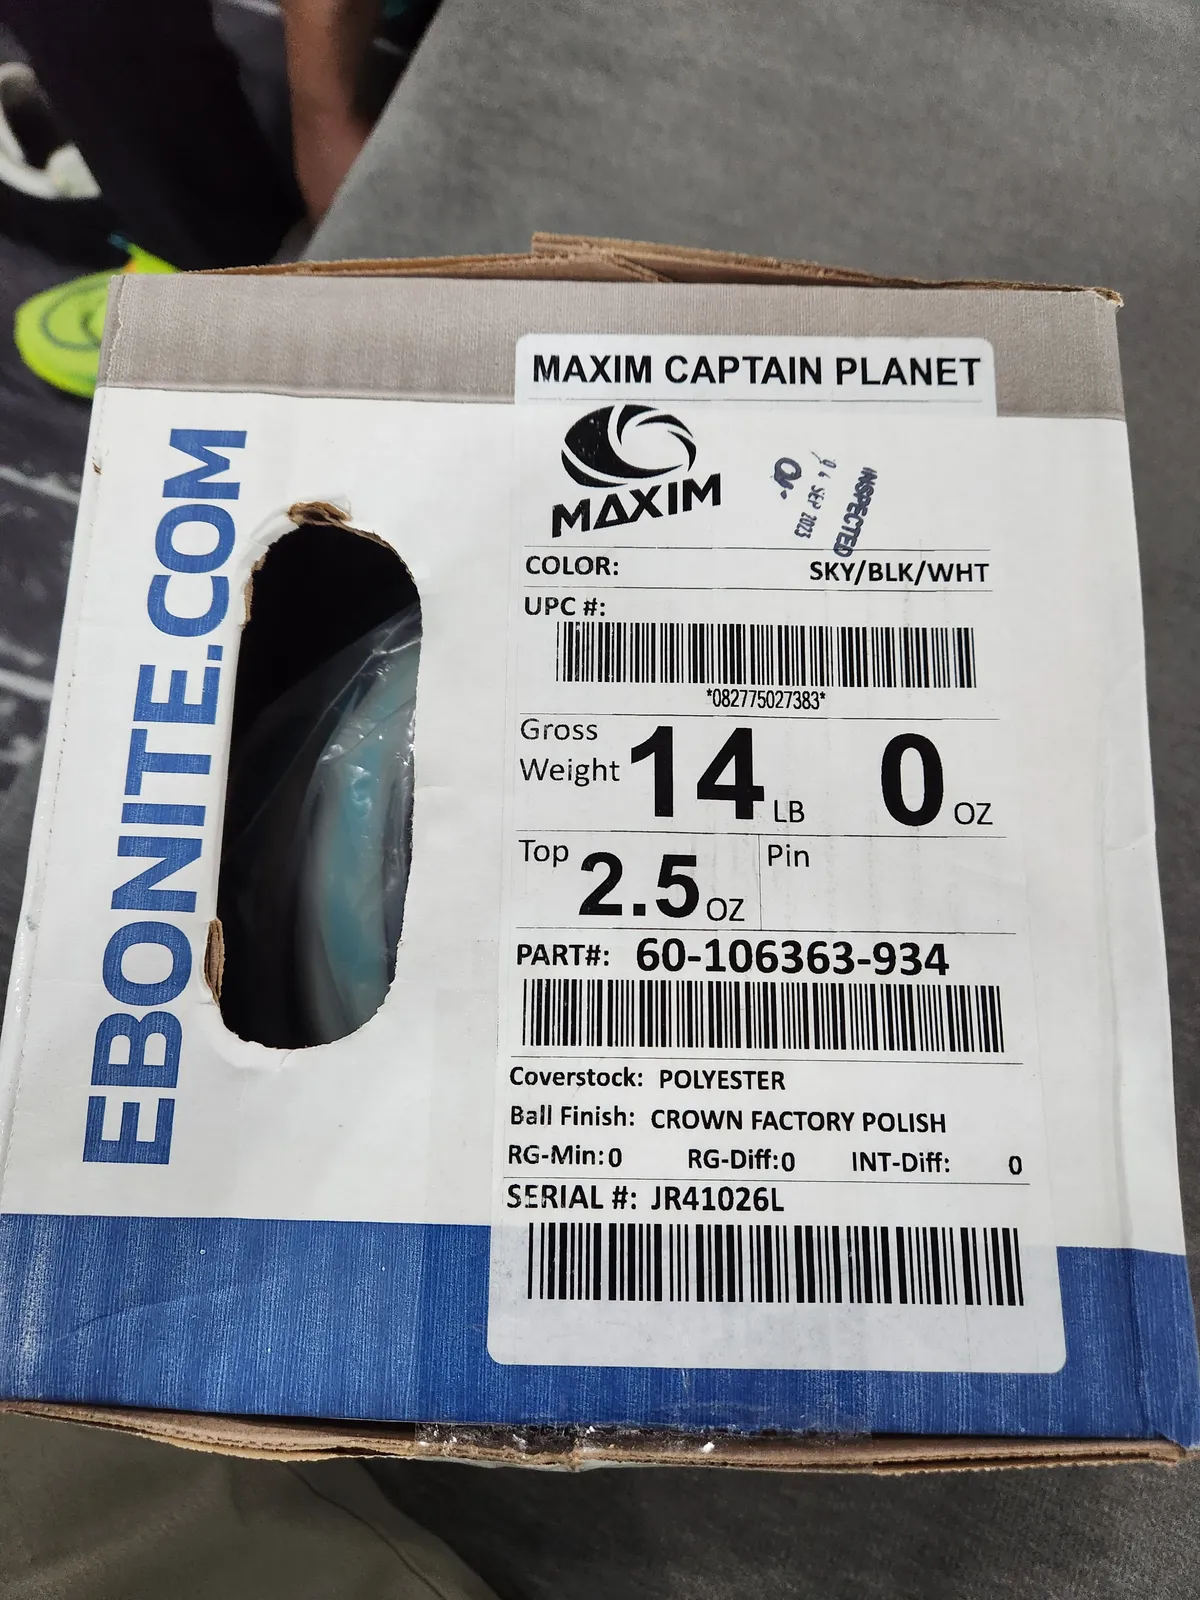 MAXIM CAPTAIN PLANET
MAXIM
INSPECTED
SEP 2023
COLOR: SKY/BLK/WHT
UPC #:
*082775027383*
Gross Weight 14 LB 0 OZ
Top 2.5 OZ Pin
PART#: 60-106363-934
Coverstock: POLYESTER
Ball Finish: CROWN FACTORY POLISH
RG-Min:0 RG-Diff:0 INT-Diff: 0
SERIAL #: JR41026L
EBONITE.COM